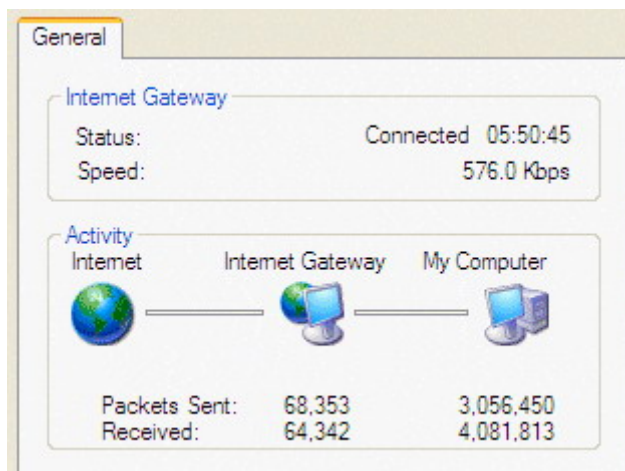 General
Internet Gateway
Status: Connected 05:50:45
Speed: 576.0 Kbps
Activity
Internet Internet Gateway My Computer
Packets Sent: 68,353 3,056,450
Received: 64,342 4,081,813